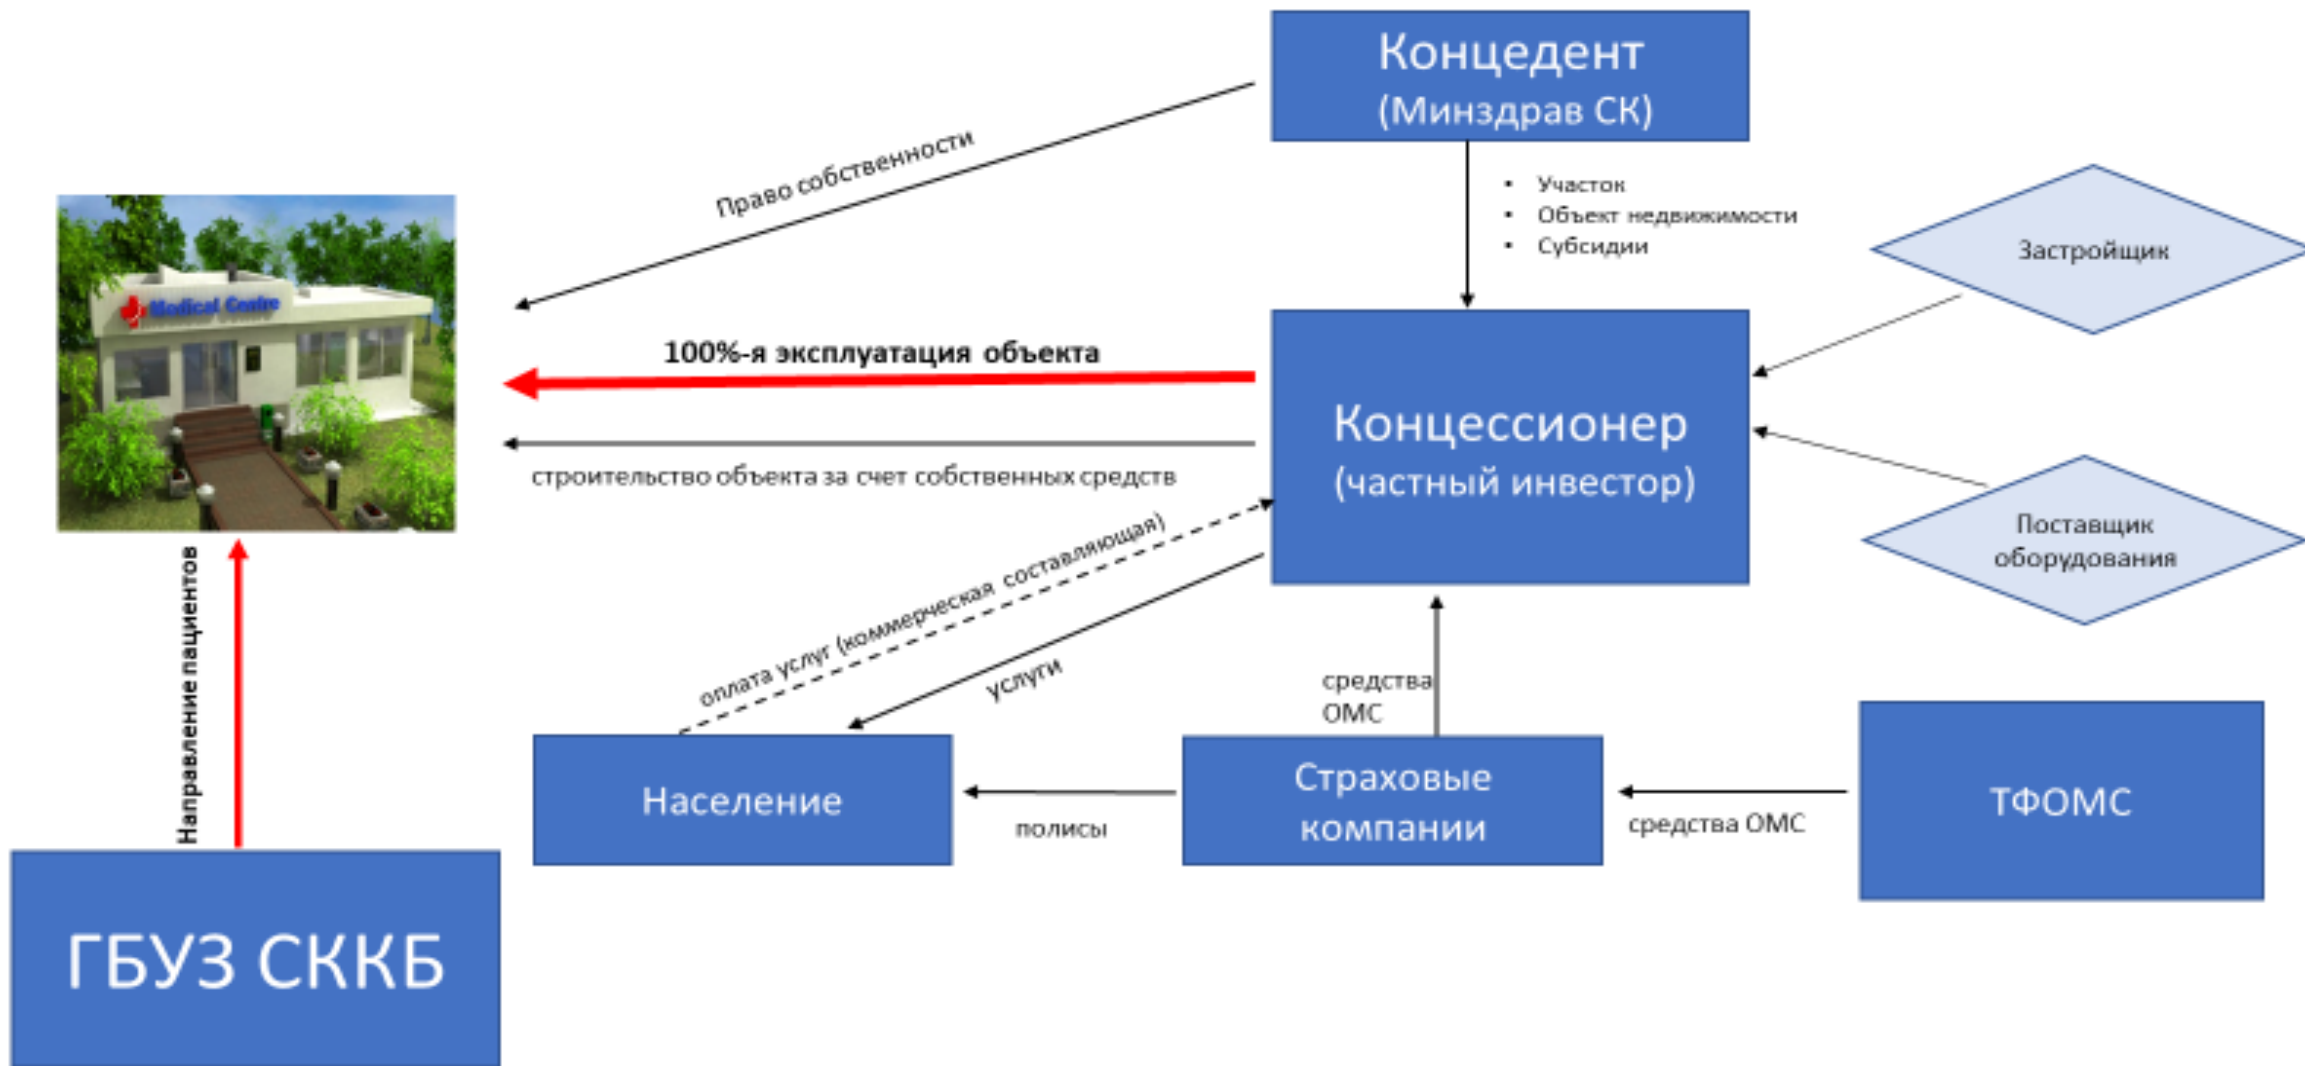 Концедент
(Минздрав СК)
Право собственности
▪ Участок
▪ Объект недвижимости
▪ Субсидии
Застройщик
Medical Centre
100%-я эксплуатация объекта
Концессионер
(частный инвестор)
строительство объекта за счет собственных средств
Поставщик
оборудования
Направление пациентов
оплата услуг (коммерческая составляющая)
услуги
средства
ОМС
Население
полисы
Страховые
компании
средства ОМС
ТФОМС
ГБУЗ СККБ